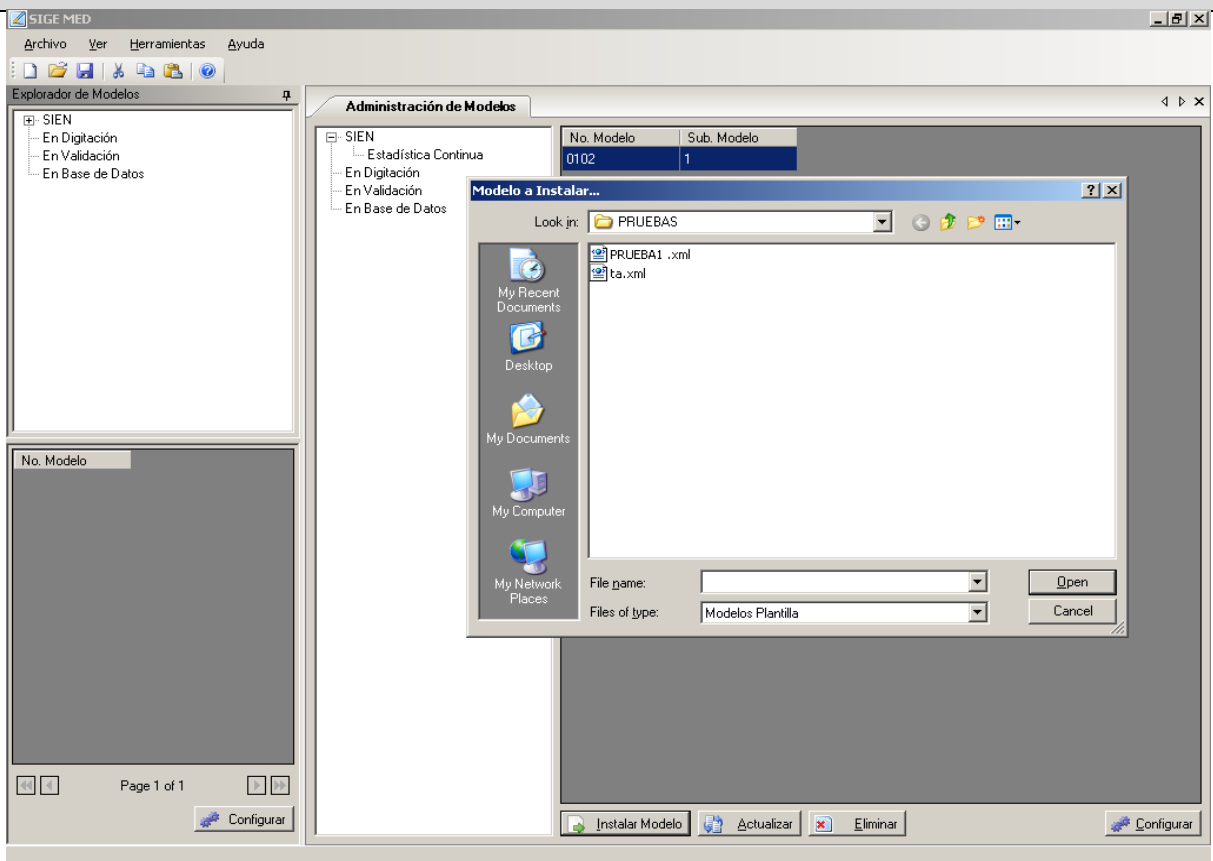 SIGE MED
Archivo Ver Herramientas Ayuda
Explorador de Modelos
SIEN
En Digitación
En Validación
En Base de Datos
No. Modelo
Page 1 of 1
Configurar
Administración de Modelos
SIEN
Estadística Continua
En Digitación
En Validación
En Base de Datos
No. Modelo Sub. Modelo
0102 1
Modelo a Instalar...
Look in: PRUEBAS
My Recent
Documents
Desktop
My Documents
My Computer
My Network
Places
PRUEBA1 .xml
ta.xml
File name:
Open
Files of type: Modelos Plantilla
Cancel
Instalar Modelo Actualizar Eliminar Configurar